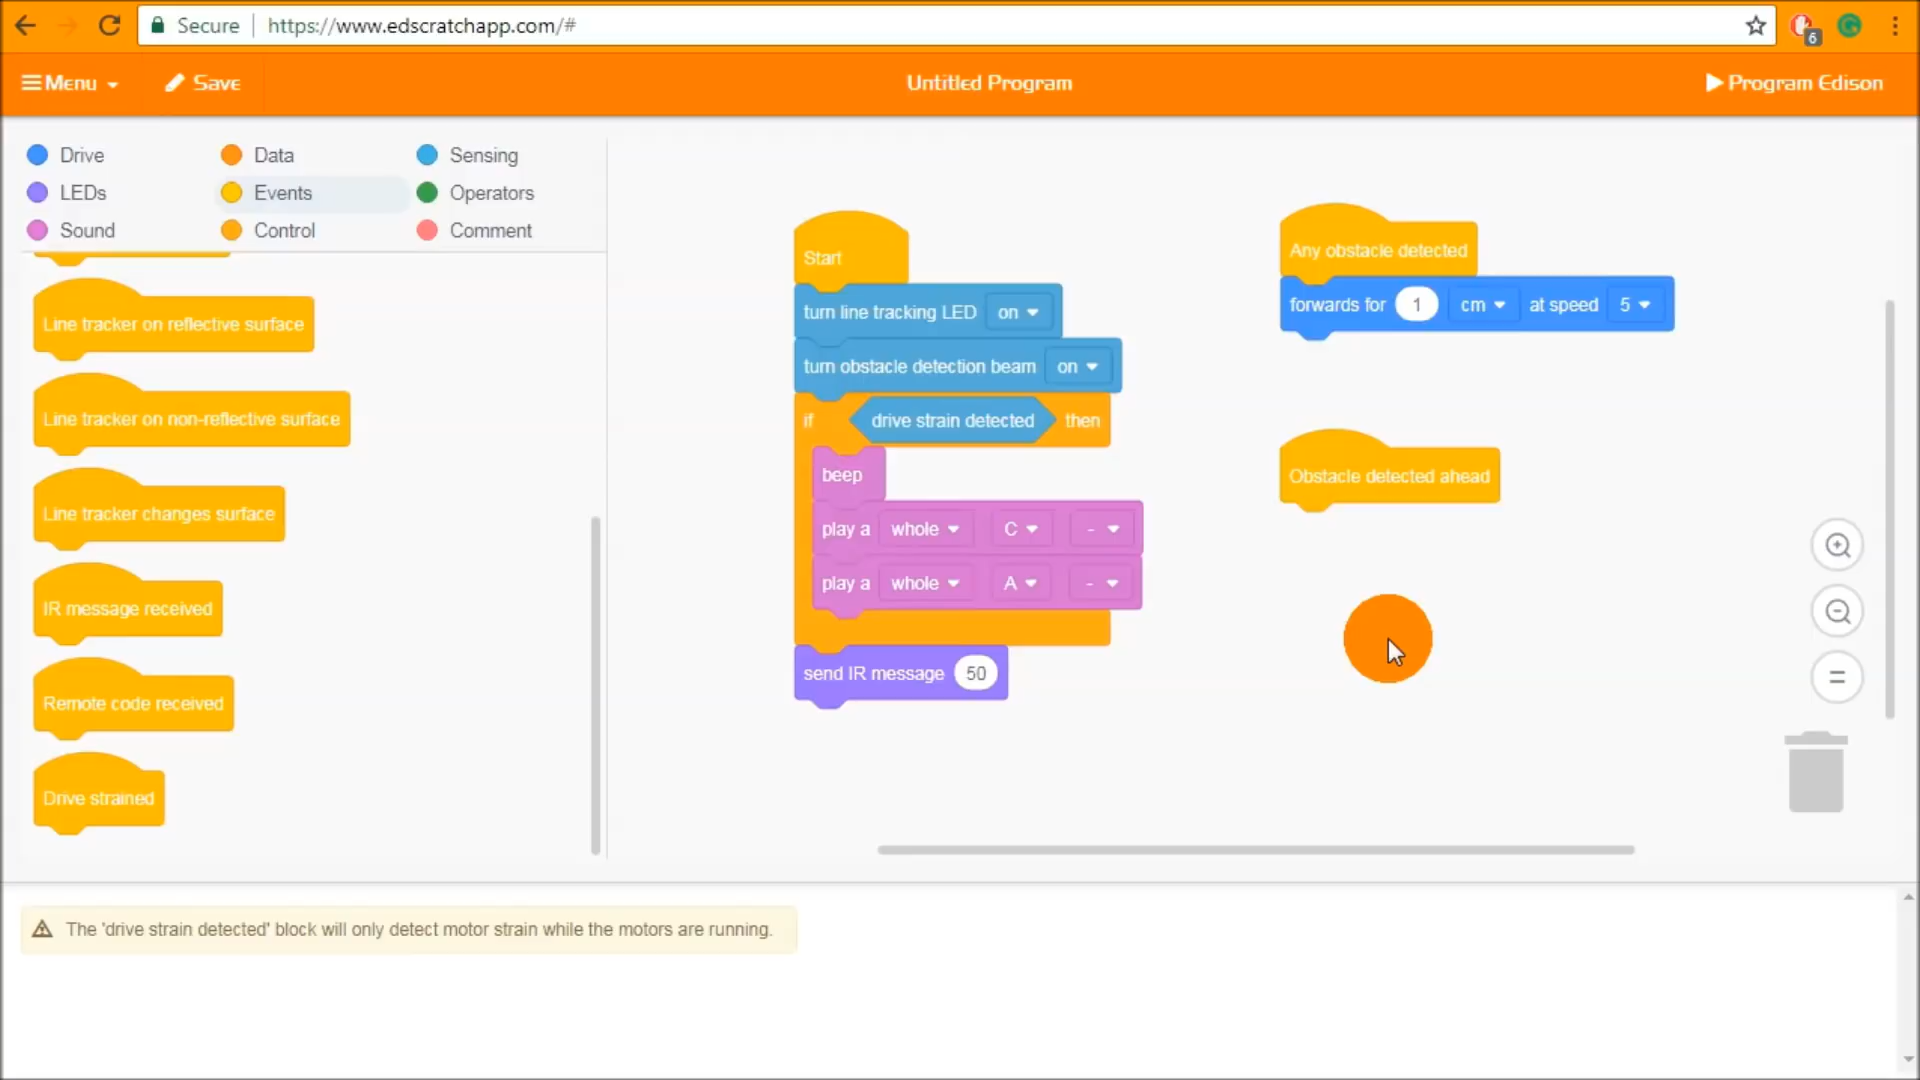 Secure https://www.edscratchapp.com/#
6
Menu Save Untitled Program Program Edison
Drive Data Sensing
LEDs Events Operators
Sound Control Comment
Line tracker on reflective surface
Line tracker on non-reflective surface
Line tracker changes surface
IR message received
Remote code received
Drive strained
Start
turn line tracking LED on
turn obstacle detection beam on
if drive strain detected then
beep
play a whole C -
play a whole A -
send IR message 50
Any obstacle detected
forwards for 1 cm at speed 5
Obstacle detected ahead
The 'drive strain detected' block will only detect motor strain while the motors are running.